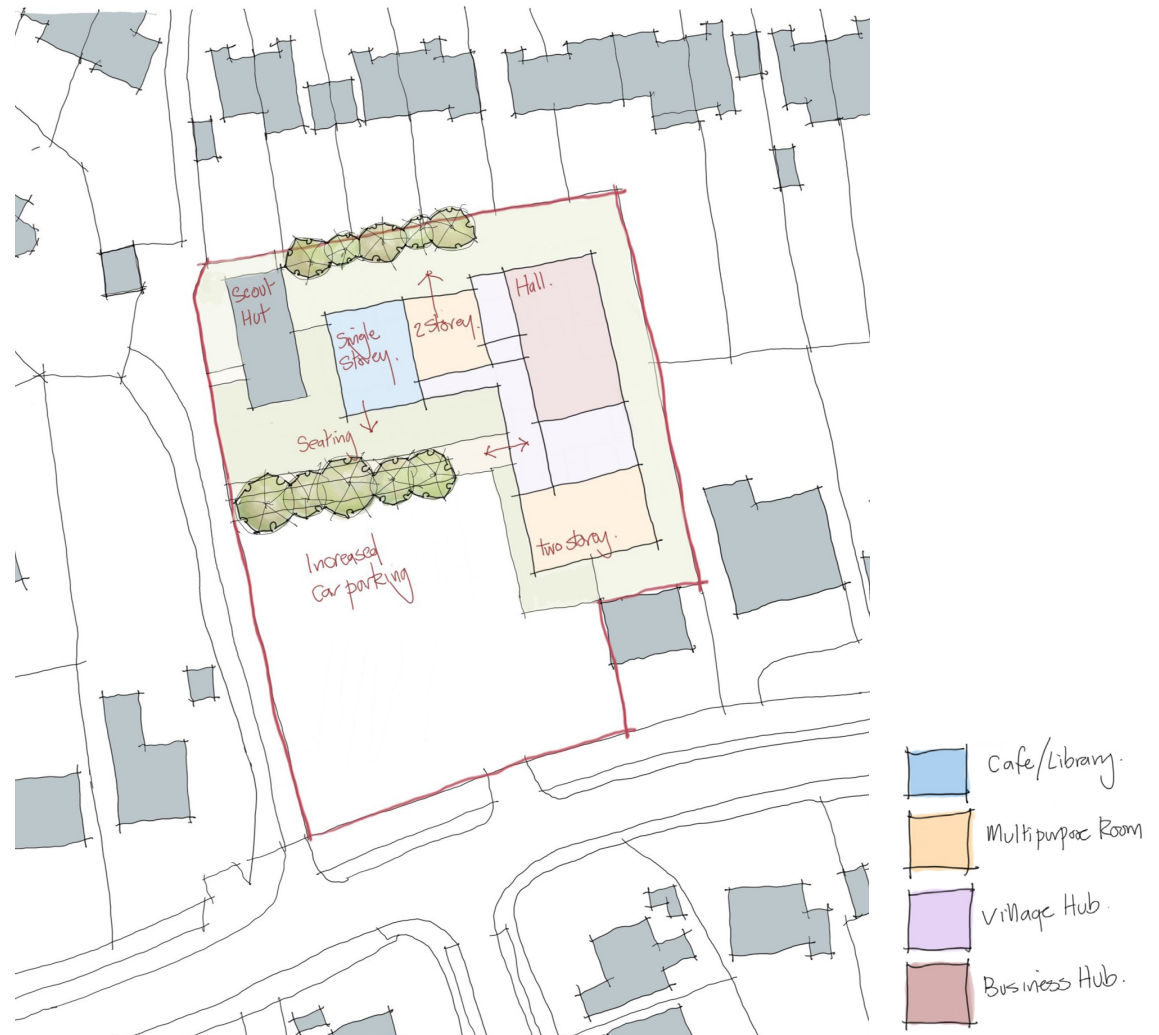 Scout
Hut
Hall.
Single
Storey.
2 Storey.
Seating
two storey.
Increased
Car parking
Cafe/Library.
Multipurpose Room
Village Hub.
Business Hub.